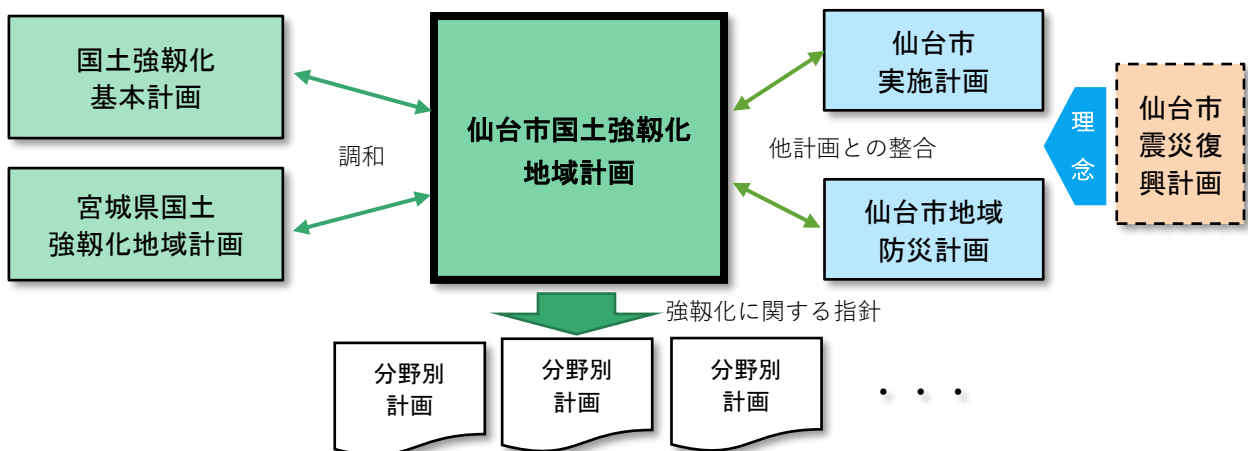 国土強靱化
基本計画
宮城県国土
強靱化地域計画
調和
仙台市国土強靱化
地域計画
他計画との整合
仙台市
実施計画
仙台市地域
防災計画
理
念
仙台市
震災復
興計画
強靱化に関する指針
分野別
計画
分野別
計画
分野別
計画
・・・